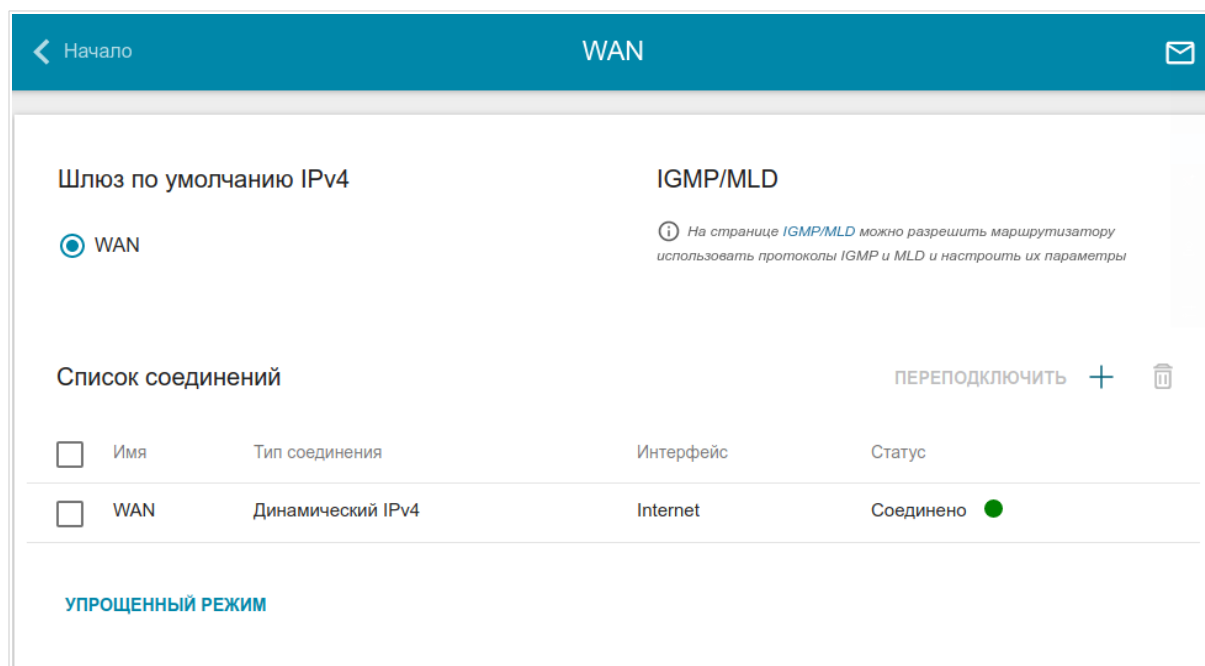 Начало
WAN
Шлюз по умолчанию IPv4
WAN
IGMP/MLD
На странице IGMP/MLD можно разрешить маршрутизатору
использовать протоколы IGMP и MLD и настроить их параметры
Список соединений
ПЕРЕПОДКЛЮЧИТЬ
Имя Тип соединения Интерфейс Статус
WAN Динамический IPv4 Internet Соединено
УПРОЩЕННЫЙ РЕЖИМ